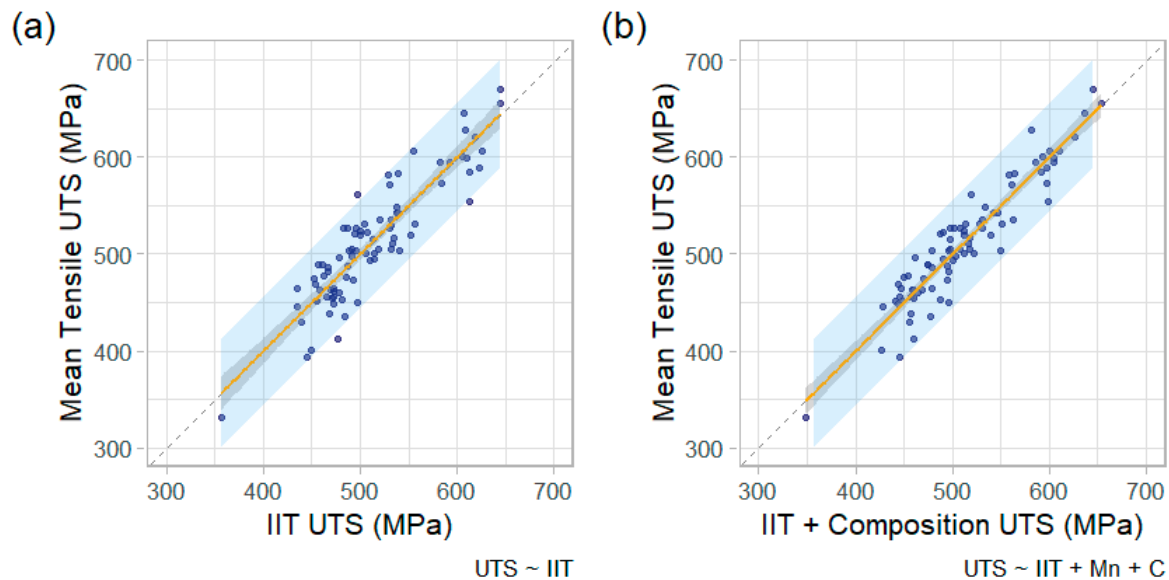 (a)
Mean Tensile UTS (MPa)
700
600
500
400
300
300 400 500 600 700
IIT UTS (MPa)
UTS ~ IIT
(b)
Mean Tensile UTS (MPa)
700
600
500
400
300
300 400 500 600 700
IIT + Composition UTS (MPa)
UTS ~ IIT + Mn + C